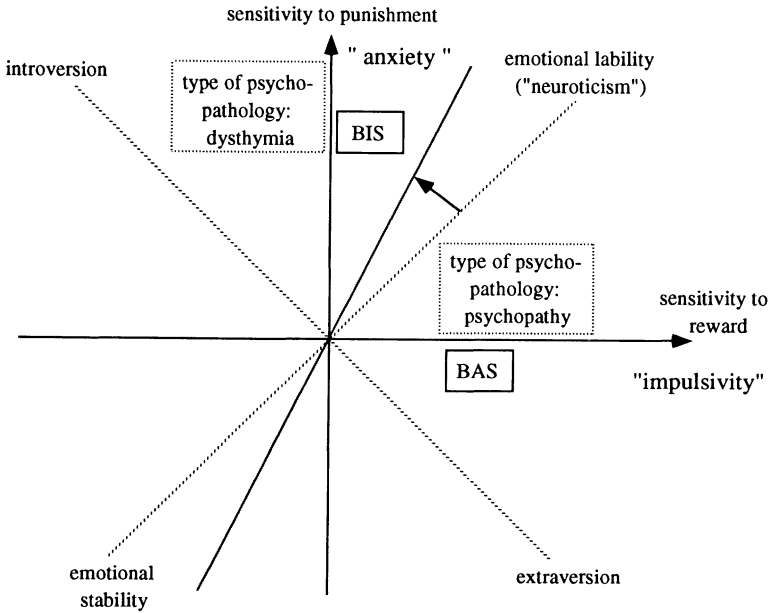 sensitivity to punishment
" anxiety "
introversion
type of psycho-
pathology:
dysthymia
BIS
emotional lability
("neuroticism")
type of psycho-
pathology:
psychopathy
sensitivity to
reward
BAS
"impulsivity"
emotional
stability
extraversion